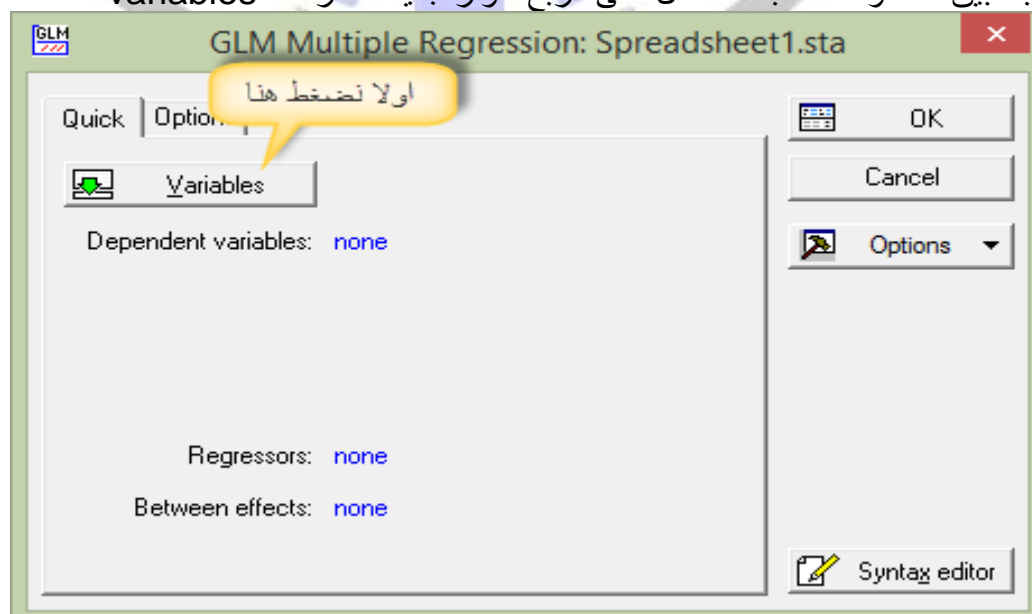 variables
GLM
GLM Multiple Regression: Spreadsheet1.sta
اولا نضغط هنا
Quick
OK
Variables
Cancel
Dependent variables: none
Options
Regressors: none
Between effects: none
Syntax editor